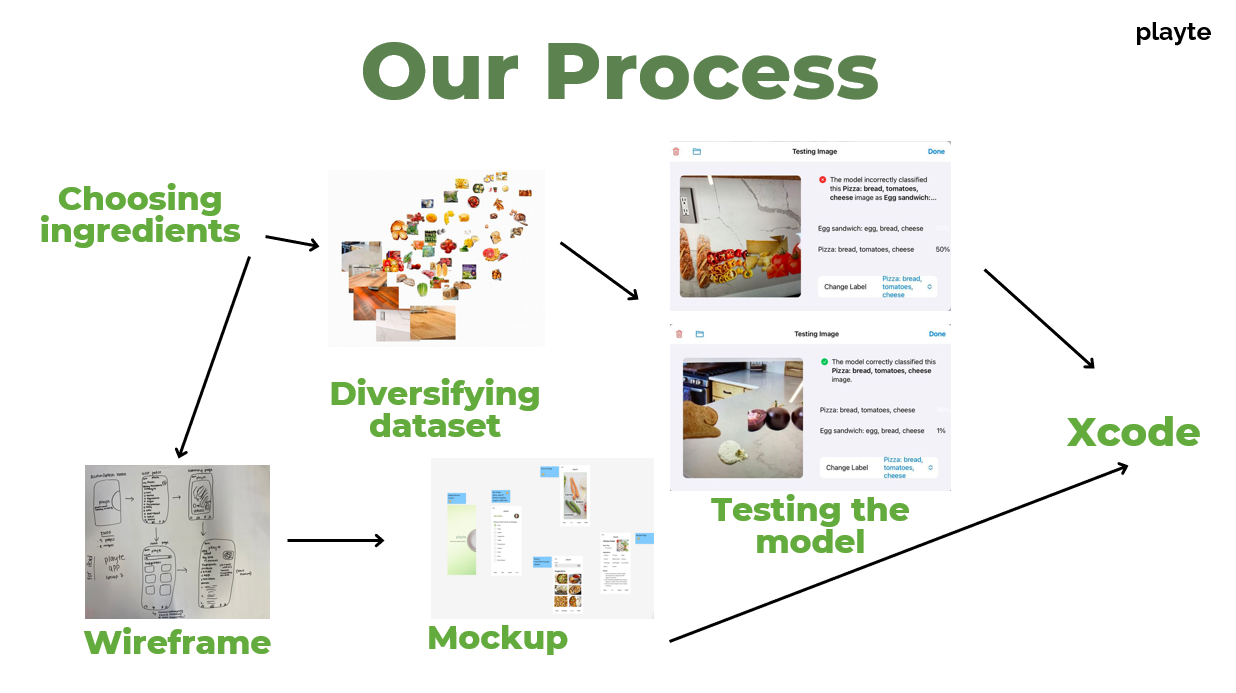 playte
Our Process
Choosing
ingredients
Diversifying
dataset
Testing Image
Done
The model incorrectly classified
this Pizza: bread, tomatoes,
cheese image as Egg sandwich:...
Egg sandwich: egg, bread, cheese
Pizza: bread, tomatoes, cheese
50%
Change Label
Pizza: bread,
tomatoes,
cheese
Testing Image
Done
The model correctly classified this
Pizza: bread, tomatoes, cheese
image.
Pizza: bread, tomatoes, cheese
Egg sandwich: egg, bread, cheese
1%
Change Label
Pizza: bread,
tomatoes,
cheese
Testing the
model
Xcode
playte
app
Wireframe
Mockup